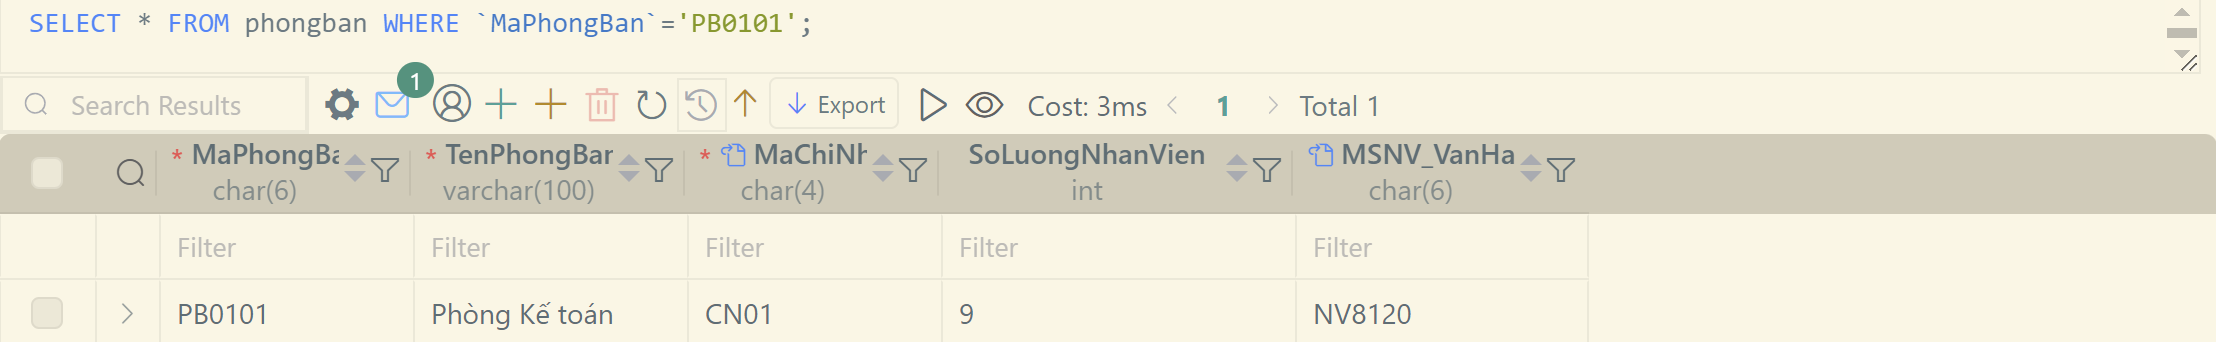 SELECT * FROM phongban WHERE `MaPhongBan`='PB0101';
Search Results 1 Export Cost: 3ms 1 Total 1
* MaPhongBa * TenPhongBar * MaChiNh SoLuongNhanVien MSNV_VanHa
char(6) varchar(100) char(4) int char(6)
Filter Filter Filter Filter Filter
PB0101 Phòng Kế toán CN01 9 NV8120